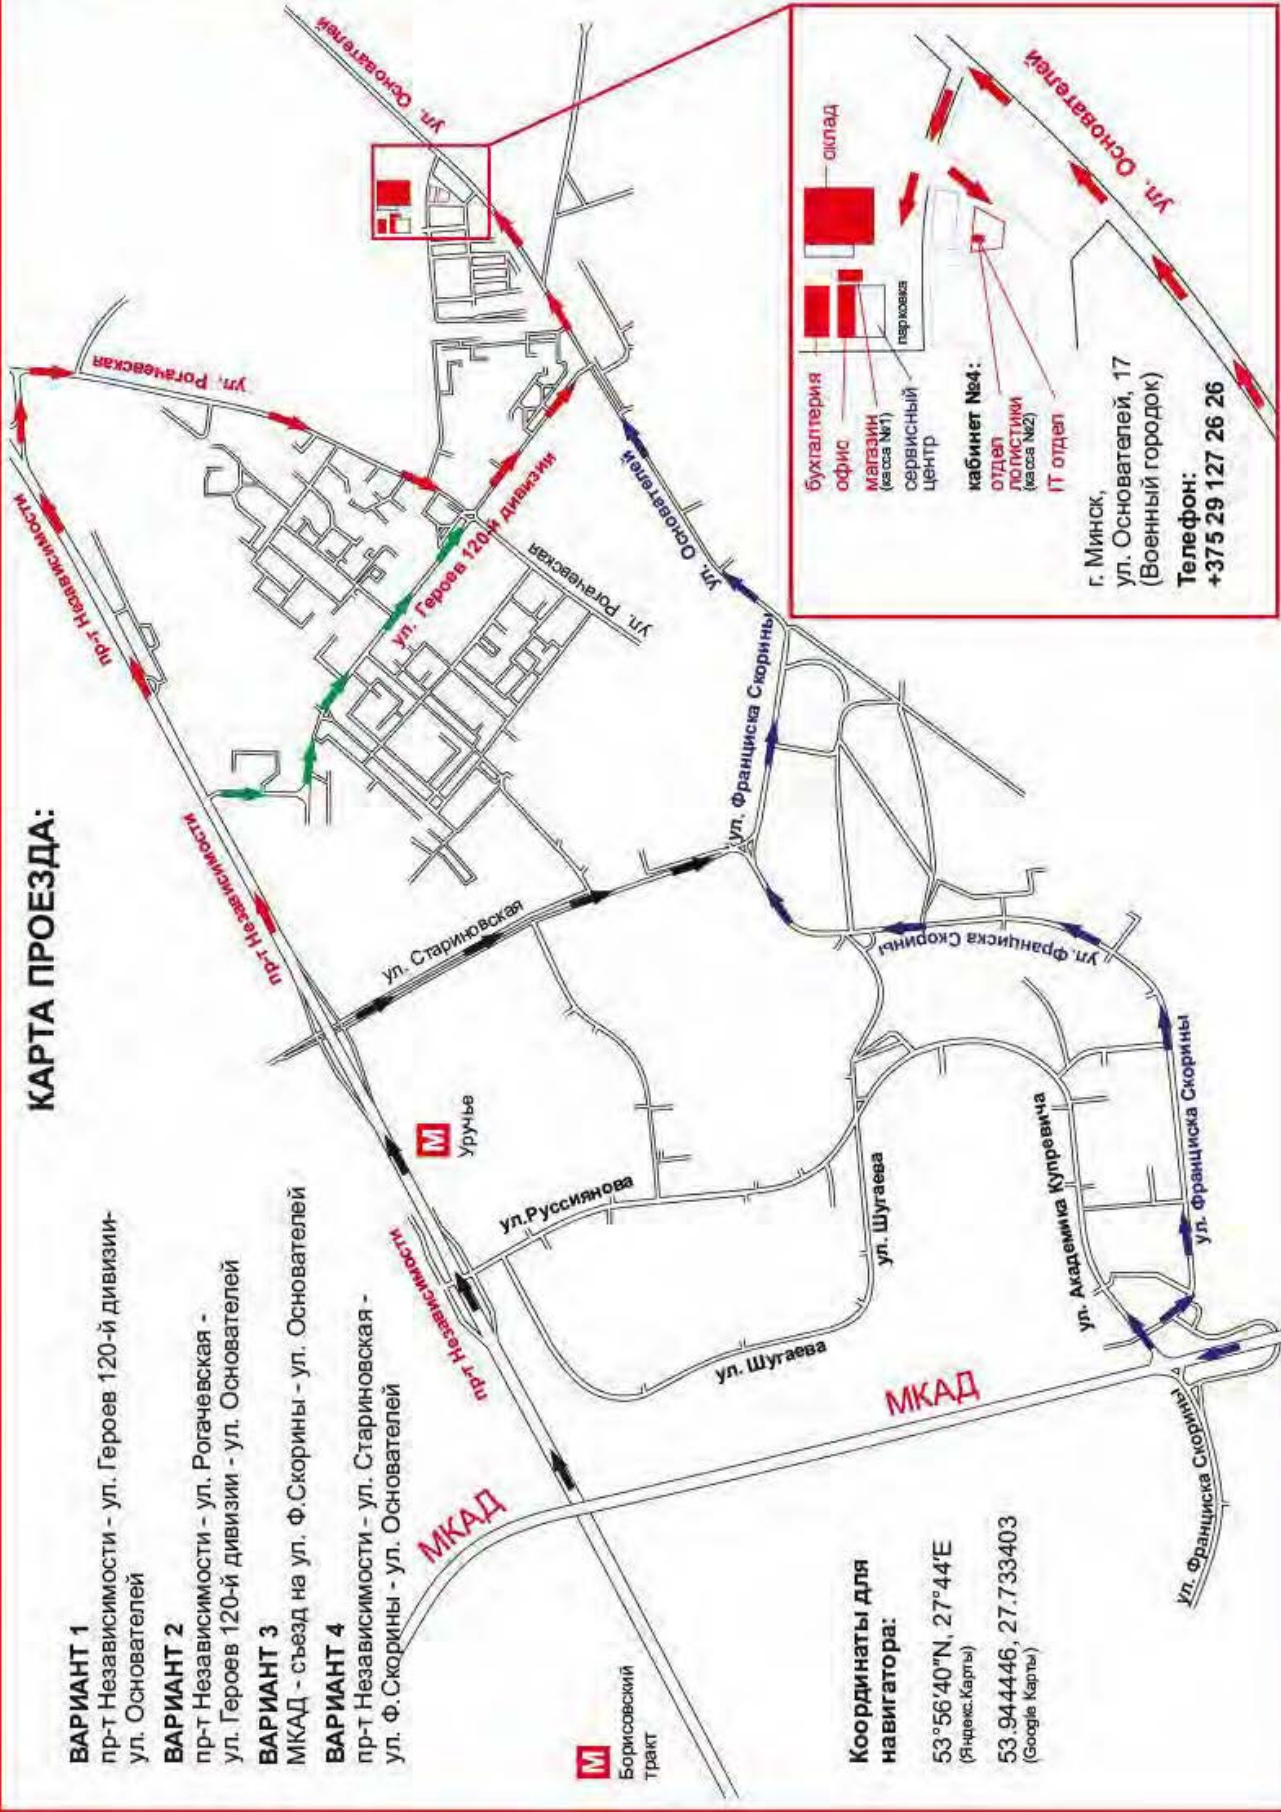 КАРТА ПРОЕЗДА:
ВАРИАНТ 1
пр-т Независимости - ул. Героев 120-й дивизии-
ул. Основателей
ВАРИАНТ 2
пр-т Независимости - ул. Рогачевская -
ул. Героев 120-й дивизии - ул. Основателей
ВАРИАНТ 3
МКАД - съезд на ул. Ф.Скорины - ул. Основателей
ВАРИАНТ 4
пр-т Независимости - ул. Стариновская -
ул. Ф.Скорины - ул. Основателей
М
Борисовский
тракт
МКАД
пр-т Независимости
М
Уручье
пр-т Независимости
пр-т Независимости
ул. Рогачевская
ул. Основателей
ул. Стариновская
ул. Героев 120-й дивизии
ул. Рогачевская
ул. Основателей
ул.Руссиянова
ул. Шугаева
ул. Шугаева
МКАД
ул. Франциска Скорины
ул. Франциска Скорины
ул. Академика Купревича
ул. Франциска Скорины
ул. Франциска Скорины
Координаты для
навигатора:
53°56'40"N, 27°44'E
(Яндекс.Карты)
53.944446, 27.733403
(Google Карты)
бухгалтерия
офис
магазин
(касса №1)
сервисный
центр
парковка
склад
кабинет №4:
отдел
логистики
(касса №2)
IT отдел
ул. Основателей
г. Минск,
ул. Основателей, 17
(Военный городок)
Телефон:
+375 29 127 26 26